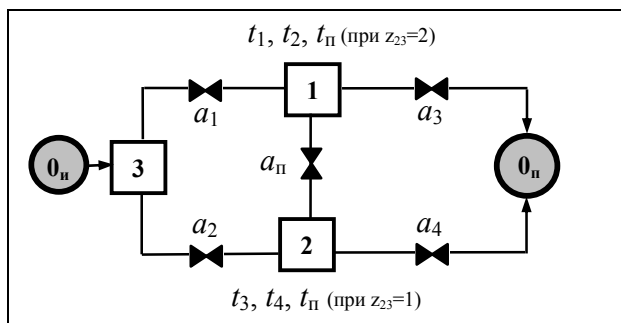 t₁, t₂, tп (при z₂₃=2)
1
a₁
a₃
0и
3
aп
0п
a₂
2
a₄
t₃, t₄, tп (при z₂₃=1)